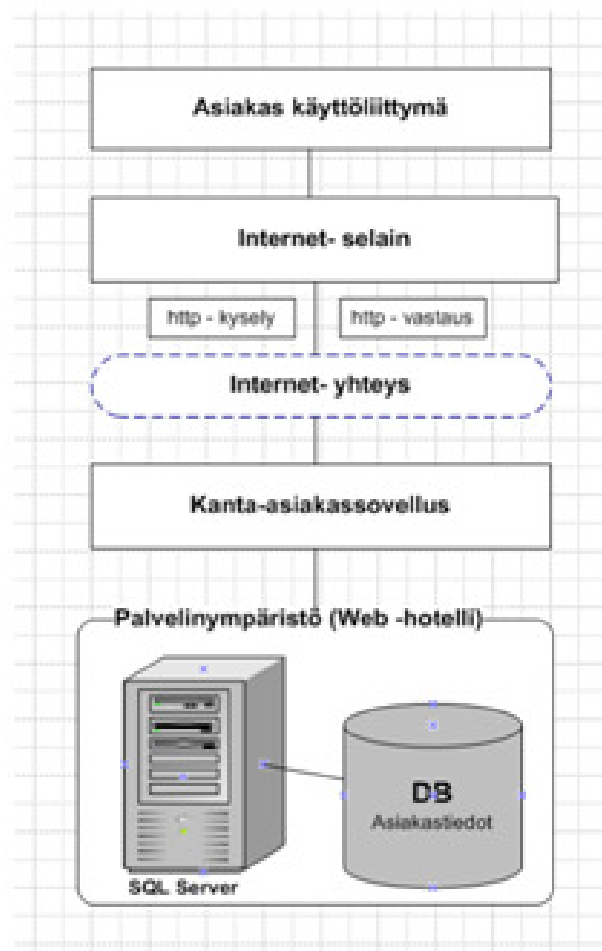 Asiakas käyttöliittymä
Internet- selain
http - kysely
http - vastaus
Internet- yhteys
Kanta-asiakassovellus
Palvelinympäristö (Web -hotelli)
DB
Asiakastiedot
SQL Server